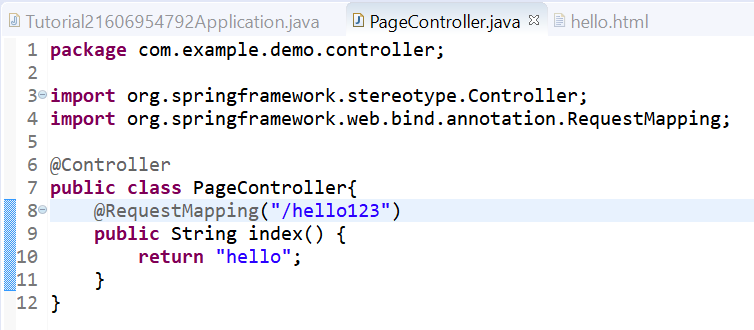 Tutorial21606954792Application.java PageController.java hello.html
1 package com.example.demo.controller;
2
3 import org.springframework.stereotype.Controller;
4 import org.springframework.web.bind.annotation.RequestMapping;
5
6 @Controller
7 public class PageController{
8     @RequestMapping("/hello123")
9     public String index() {
10         return "hello";
11     }
12 }